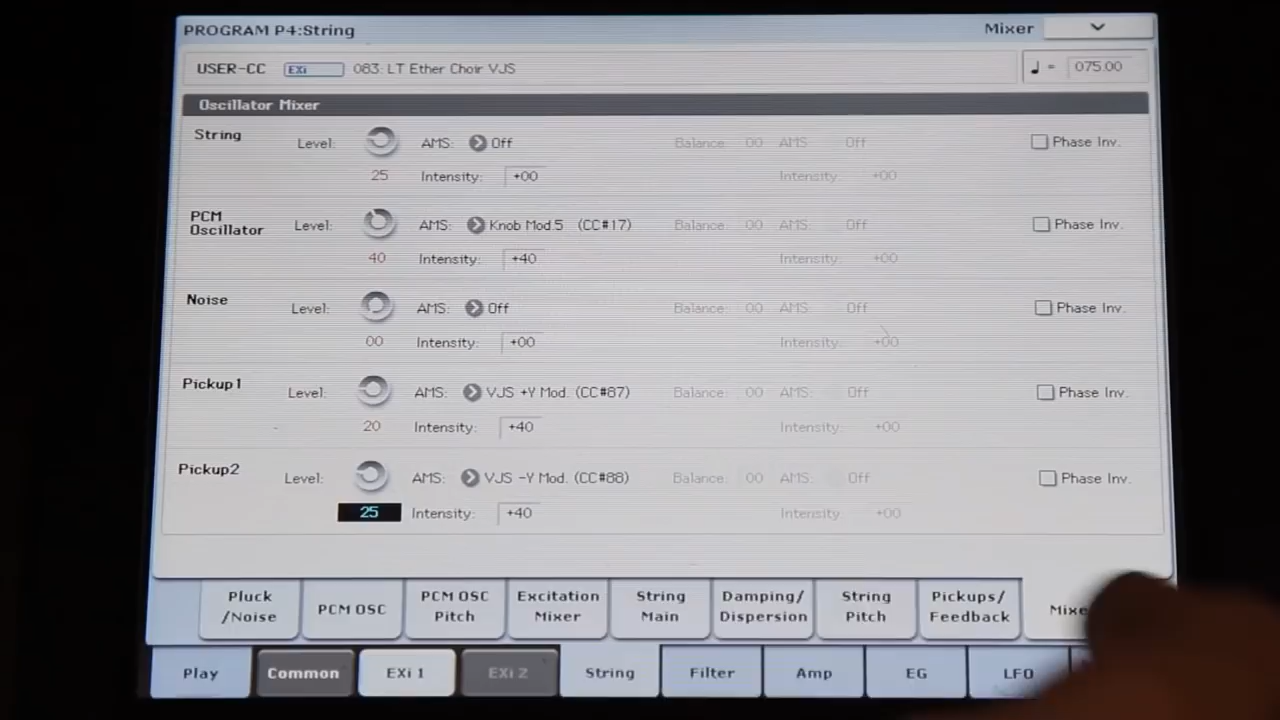 PROGRAM P4:String Mixer
USER-CC EXi 083: LT Ether Choir VJS ♩ = 075.00
Oscillator Mixer
String Level: AMS: Off Balance: 00 AMS: Off Phase Inv.
25 Intensity: +00 Intensity: +00
PCM Oscillator Level: AMS: Knob Mod.5 (CC#17) Balance: 00 AMS: Off Phase Inv.
40 Intensity: +40 Intensity: +00
Noise Level: AMS: Off Balance: 00 AMS: Off Phase Inv.
00 Intensity: +00 Intensity: +00
Pickup1 Level: AMS: VJS +Y Mod. (CC#87) Balance: 00 AMS: Off Phase Inv.
20 Intensity: +40 Intensity: +00
Pickup2 Level: AMS: VJS -Y Mod. (CC#88) Balance: 00 AMS: Off Phase Inv.
25 Intensity: +40 Intensity: +00
Pluck /Noise PCM OSC PCM OSC Pitch Excitation Mixer String Main Damping/ Dispersion String Pitch Pickups/ Feedback Mixe
Play Common EXi 1 EXi 2 String Filter Amp EG LFO